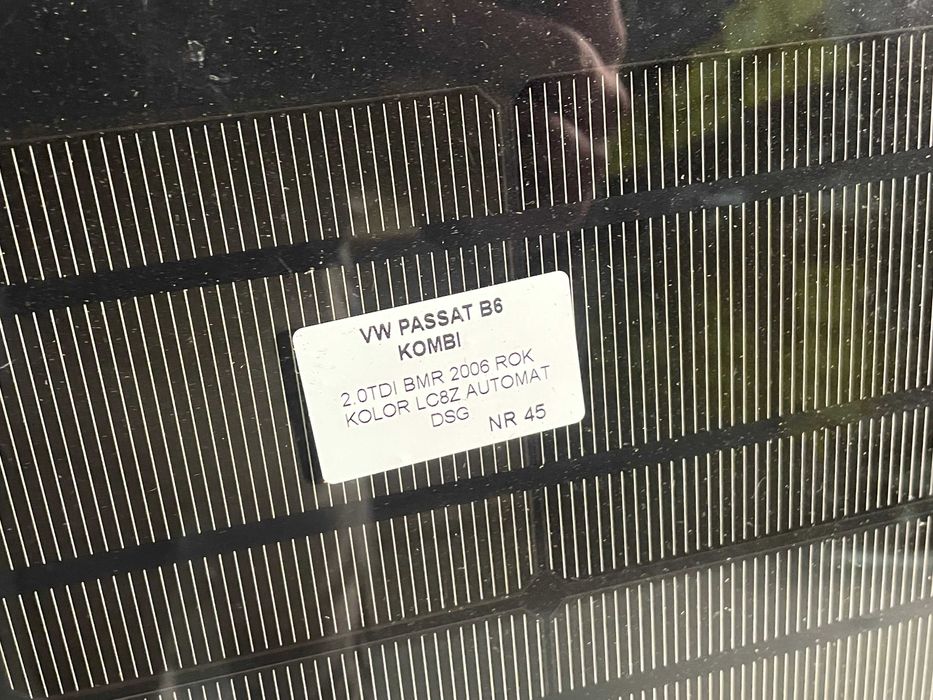 VW PASSAT B6
KOMBI
2.0TDI BMR 2006 ROK
KOLOR LC8Z AUTOMAT
DSG NR 45